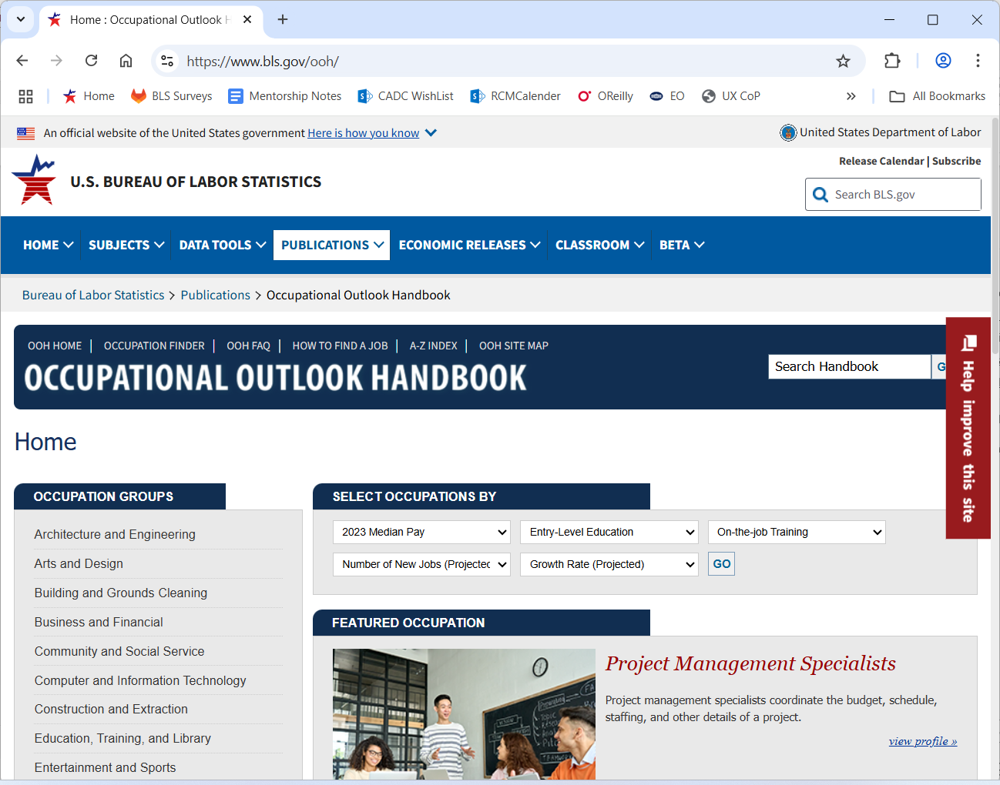 Home : Occupational Outlook H
https://www.bls.gov/ooh/
Home
BLS Surveys
Mentorship Notes
CADC WishList
RCMCalender
OReilly
EO
UX CoP
All Bookmarks
An official website of the United States government Here is how you know
United States Department of Labor
Release Calendar | Subscribe
U.S. BUREAU OF LABOR STATISTICS
Search BLS.gov
HOME SUBJECTS DATA TOOLS PUBLICATIONS ECONOMIC RELEASES CLASSROOM BETA
Bureau of Labor Statistics > Publications > Occupational Outlook Handbook
OOH HOME | OCCUPATION FINDER | OOH FAQ | HOW TO FIND A JOB | A-Z INDEX | OOH SITE MAP
OCCUPATIONAL OUTLOOK HANDBOOK
Search Handbook
G
Help improve this site
Home
OCCUPATION GROUPS
Architecture and Engineering
Arts and Design
Building and Grounds Cleaning
Business and Financial
Community and Social Service
Computer and Information Technology
Construction and Extraction
Education, Training, and Library
Entertainment and Sports
SELECT OCCUPATIONS BY
2023 Median Pay
Entry-Level Education
On-the-job Training
Number of New Jobs (Projected
Growth Rate (Projected)
GO
FEATURED OCCUPATION
Project Management Specialists
Project management specialists coordinate the budget, schedule,
staffing, and other details of a project.
view profile »